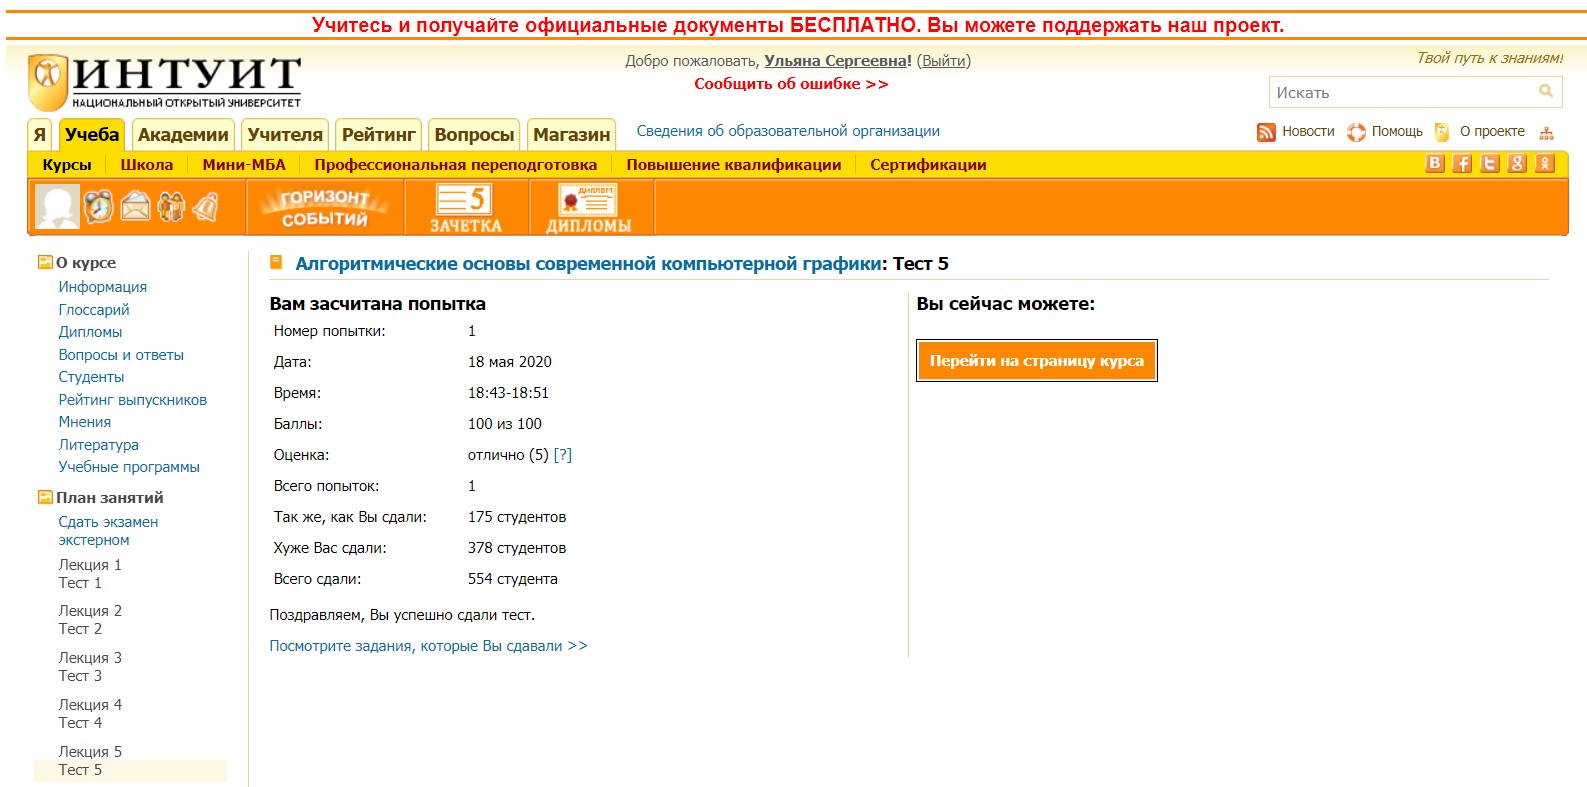 Учитесь и получайте официальные документы БЕСПЛАТНО. Вы можете поддержать наш проект.
ИНТУИТ
НАЦИОНАЛЬНЫЙ ОТКРЫТЫЙ УНИВЕРСИТЕТ
Добро пожаловать, Ульяна Сергеевна! (Выйти)
Сообщить об ошибке >>
Твой путь к знаниям!
Искать
Я Учеба Академии Учителя Рейтинг Вопросы Магазин Сведения об образовательной организации
Новости Помощь О проекте
Курсы Школа Мини-МБА Профессиональная переподготовка Повышение квалификации Сертификации
ГОРИЗОНТ
СОБЫТИЙ
5
ЗАЧЕТКА
ДИПЛОМ
ДИПЛОМЫ
О курсе
Информация
Глоссарий
Дипломы
Вопросы и ответы
Студенты
Рейтинг выпускников
Мнения
Литература
Учебные программы
План занятий
Сдать экзамен
экстерном
Лекция 1
Тест 1
Лекция 2
Тест 2
Лекция 3
Тест 3
Лекция 4
Тест 4
Лекция 5
Тест 5
Алгоритмические основы современной компьютерной графики: Тест 5
Вам засчитана попытка
Номер попытки: 1
Дата: 18 мая 2020
Время: 18:43-18:51
Баллы: 100 из 100
Оценка: отлично (5) [?]
Всего попыток: 1
Так же, как Вы сдали: 175 студентов
Хуже Вас сдали: 378 студентов
Всего сдали: 554 студента
Поздравляем, Вы успешно сдали тест.
Посмотрите задания, которые Вы сдавали >>
Вы сейчас можете:
Перейти на страницу курса